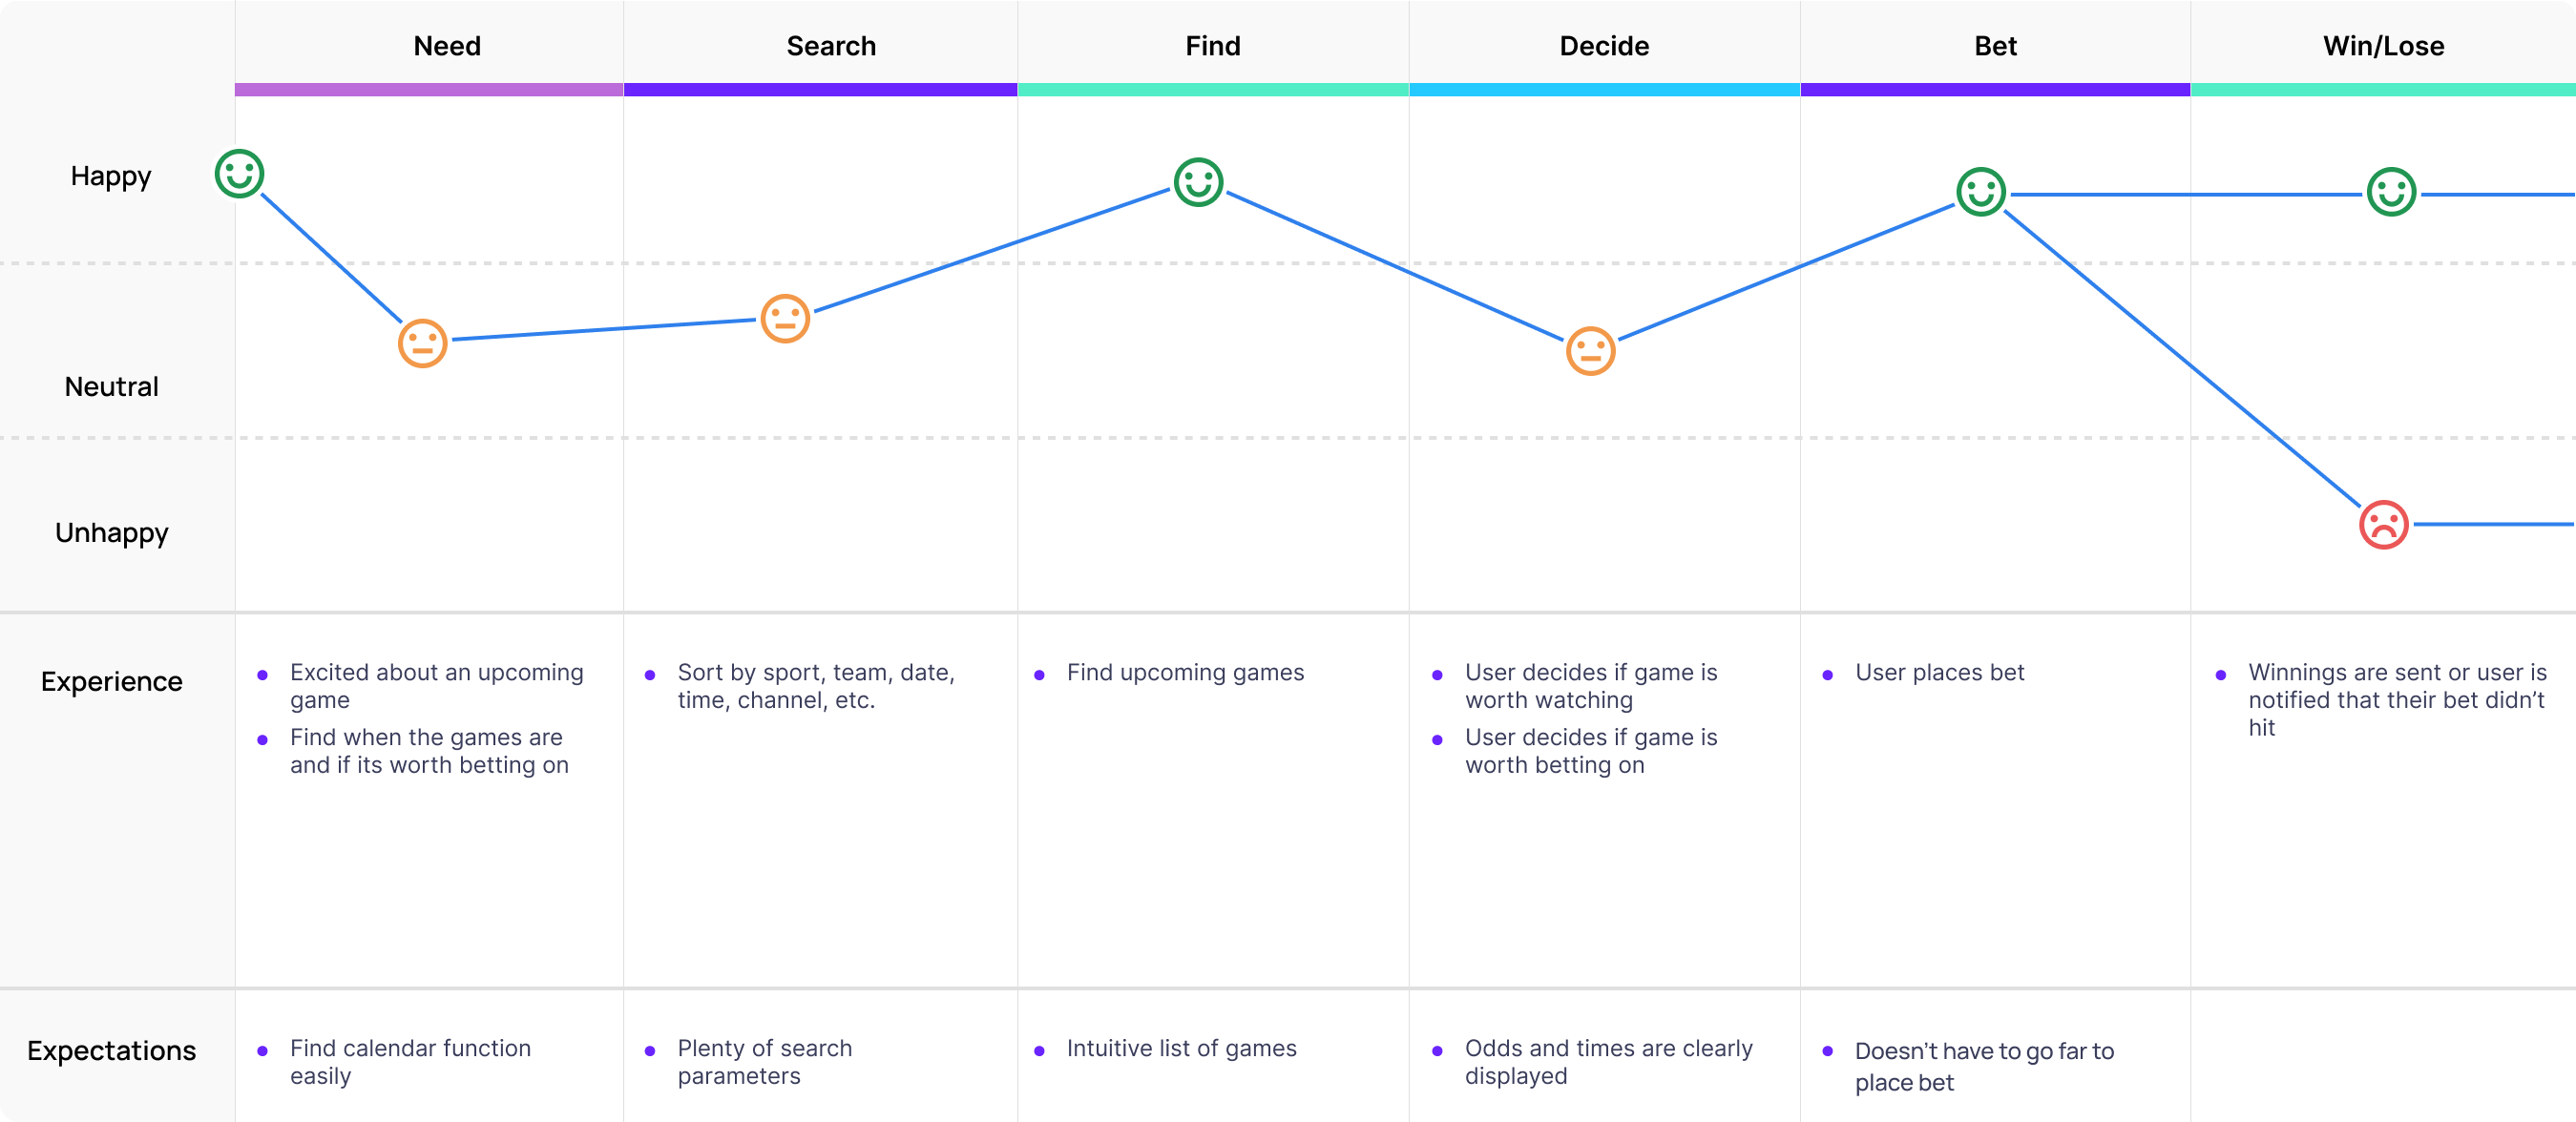 Need
Search
Find
Decide
Bet
Win/Lose
Happy
Neutral
Unhappy
Experience
Excited about an upcoming
game
Find when the games are
and if its worth betting on
Sort by sport, team, date,
time, channel, etc.
Find upcoming games
User decides if game is
worth watching
User decides if game is
worth betting on
User places bet
Winnings are sent or user is
notified that their bet didn’t
hit
Expectations
Find calendar function
easily
Plenty of search
parameters
Intuitive list of games
Odds and times are clearly
displayed
Doesn’t have to go far to
place bet